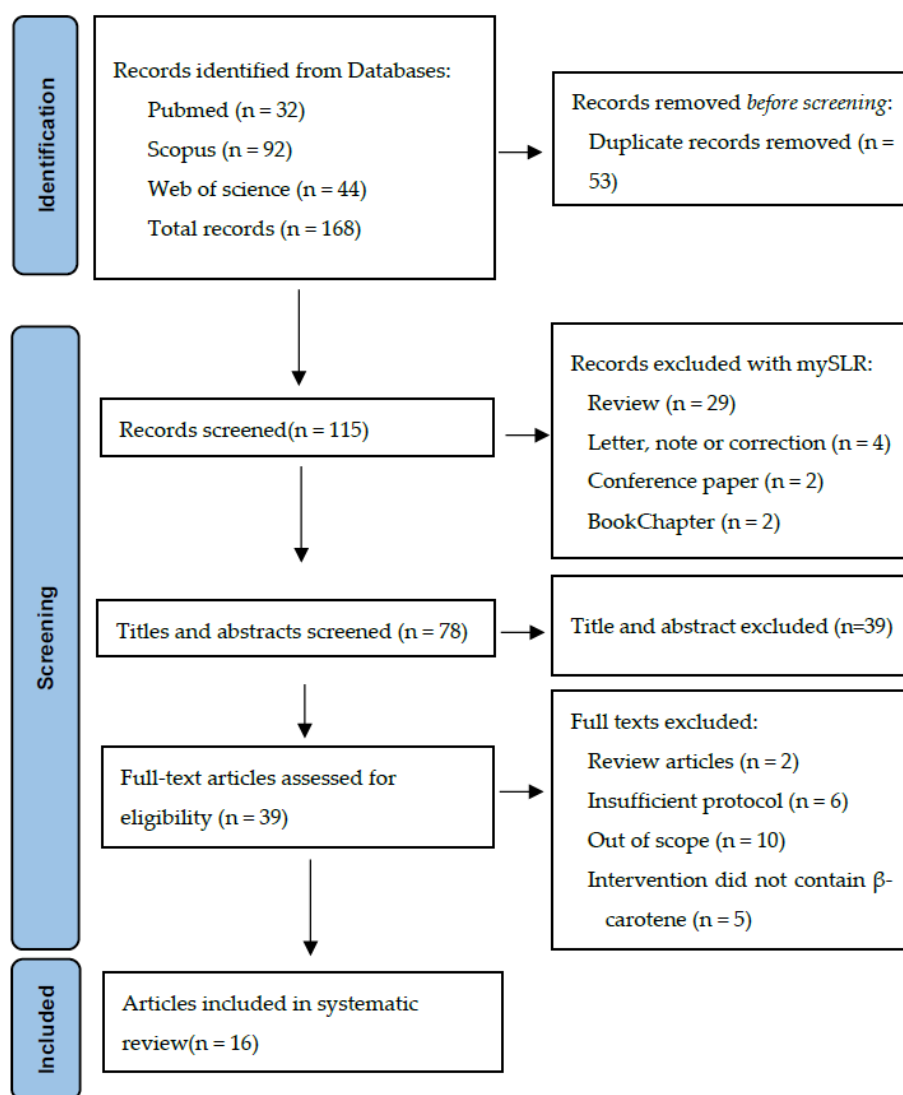 Identification
Records identified from Databases:
Pubmed (n = 32)
Scopus (n = 92)
Web of science (n = 44)
Total records (n = 168)
Records removed before screening:
Duplicate records removed (n =
53)
Screening
Records screened(n = 115)
Records excluded with mySLR:
Review (n = 29)
Letter, note or correction (n = 4)
Conference paper (n = 2)
BookChapter (n = 2)
Titles and abstracts screened (n = 78)
Title and abstract excluded (n=39)
Full-text articles assessed for
eligibility (n = 39)
Full texts excluded:
Review articles (n = 2)
Insufficient protocol (n = 6)
Out of scope (n = 10)
Intervention did not contain β-
carotene (n = 5)
Included
Articles included in systematic
review(n = 16)